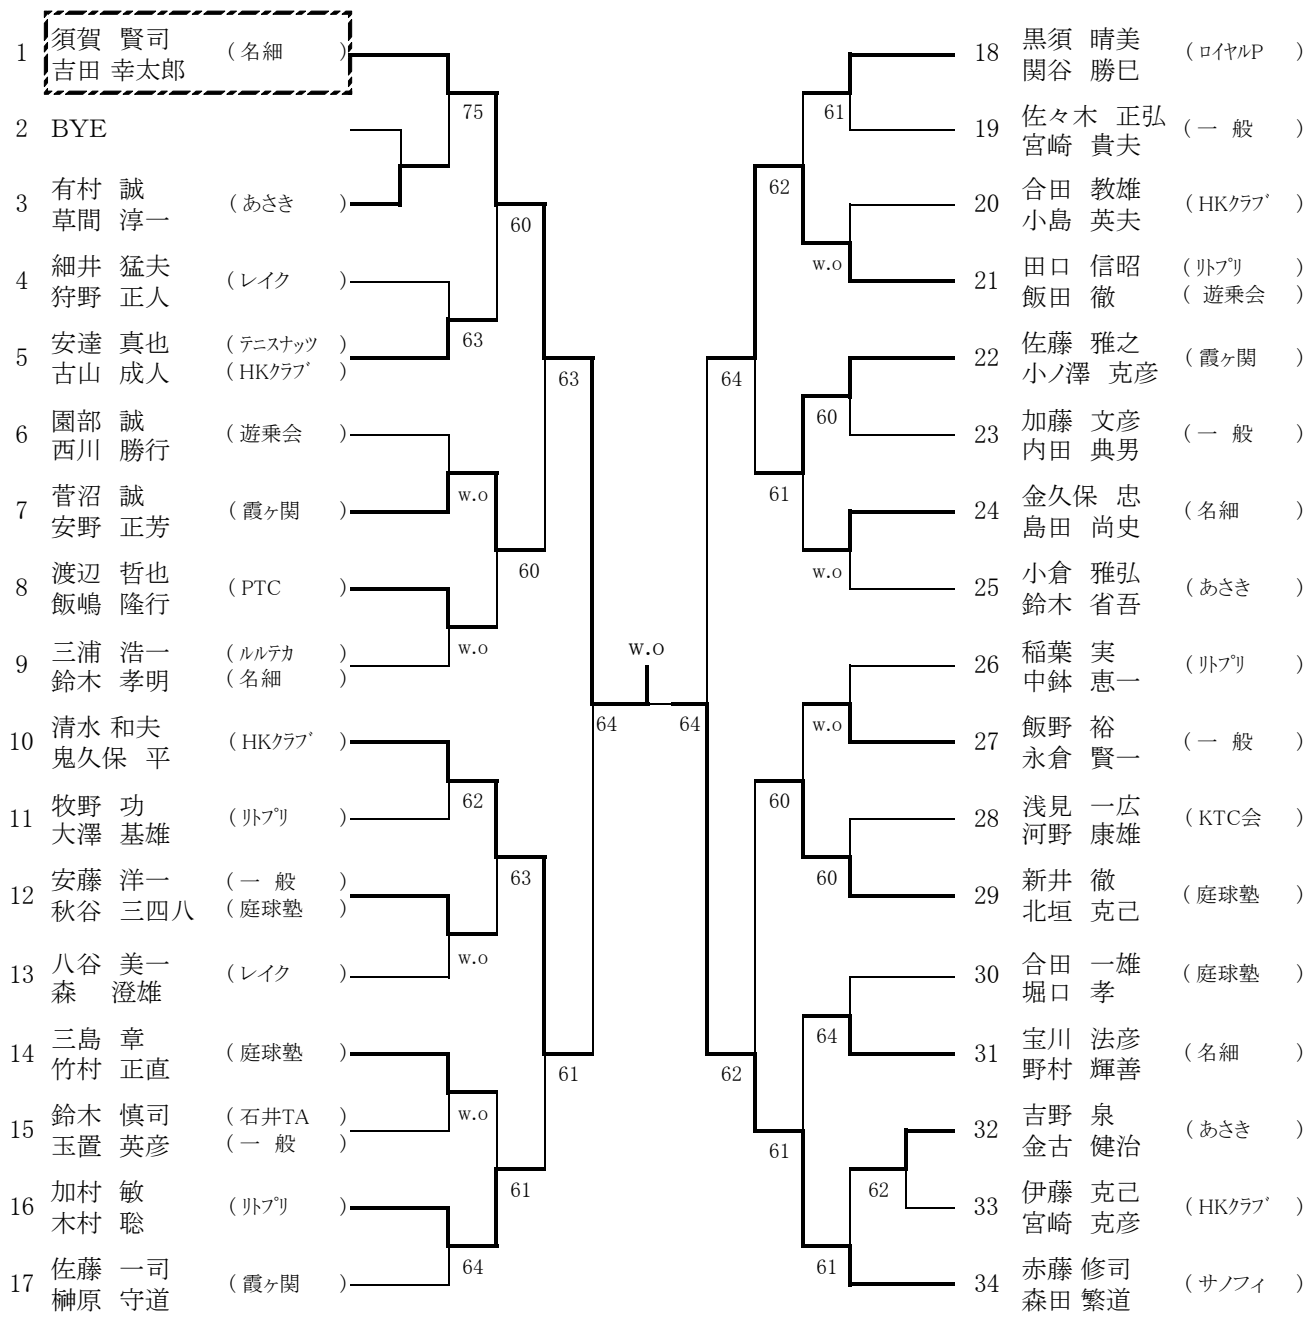 1 須賀 賢司 (名細)
吉田 幸太郎
2 BYE
3 有村 誠 (あさき)
草間 淳一
4 細井 猛夫 (レイク)
狩野 正人
5 安達 真也 (テニスナッツ)
古山 成人 (HKクラブ)
6 園部 誠 (遊乗会)
西川 勝行
7 菅沼 誠 (霞ヶ関)
安野 正芳
8 渡辺 哲也 (PTC)
飯嶋 隆行
9 三浦 浩一 (ルルテカ)
鈴木 孝明 (名細)
10 清水 和夫 (HKクラブ)
鬼久保 平
11 牧野 功 (リトプリ)
大澤 基雄
12 安藤 洋一 (一 般)
秋谷 三四八 (庭球塾)
13 八谷 美一 (レイク)
森 澄雄
14 三島 章 (庭球塾)
竹村 正直
15 鈴木 慎司 (石井TA)
玉置 英彦 (一 般)
16 加村 敏 (リトプリ)
木村 聡
17 佐藤 一司 (霞ヶ関)
榊原 守道
75
63
w.o
w.o
62
w.o
w.o
64
60
60
63
61
63
61
64
w.o
64
64
62
62
61
60
61
61
w.o
60
w.o
w.o
60
64
62
61
18 黒須 晴美 (ロイヤルP)
関谷 勝巳
19 佐々木 正弘 (一 般)
宮崎 貴夫
20 合田 教雄 (HKクラブ)
小島 英夫
21 田口 信昭 (リトプリ)
飯田 徹 (遊乗会)
22 佐藤 雅之 (霞ヶ関)
小ノ澤 克彦
23 加藤 文彦 (一 般)
内田 典男
24 金久保 忠 (名細)
島田 尚史
25 小倉 雅弘 (あさき)
鈴木 省吾
26 稲葉 実 (リトプリ)
中鉢 恵一
27 飯野 裕 (一 般)
永倉 賢一
28 浅見 一広 (KTC会)
河野 康雄
29 新井 徹 (庭球塾)
北垣 克己
30 合田 一雄 (庭球塾)
堀口 孝
31 宝川 法彦 (名細)
野村 輝善
32 吉野 泉 (あさき)
金古 健治
33 伊藤 克己 (HKクラブ)
宮崎 克彦
34 赤藤 修司 (サノフィ)
森田 繁道